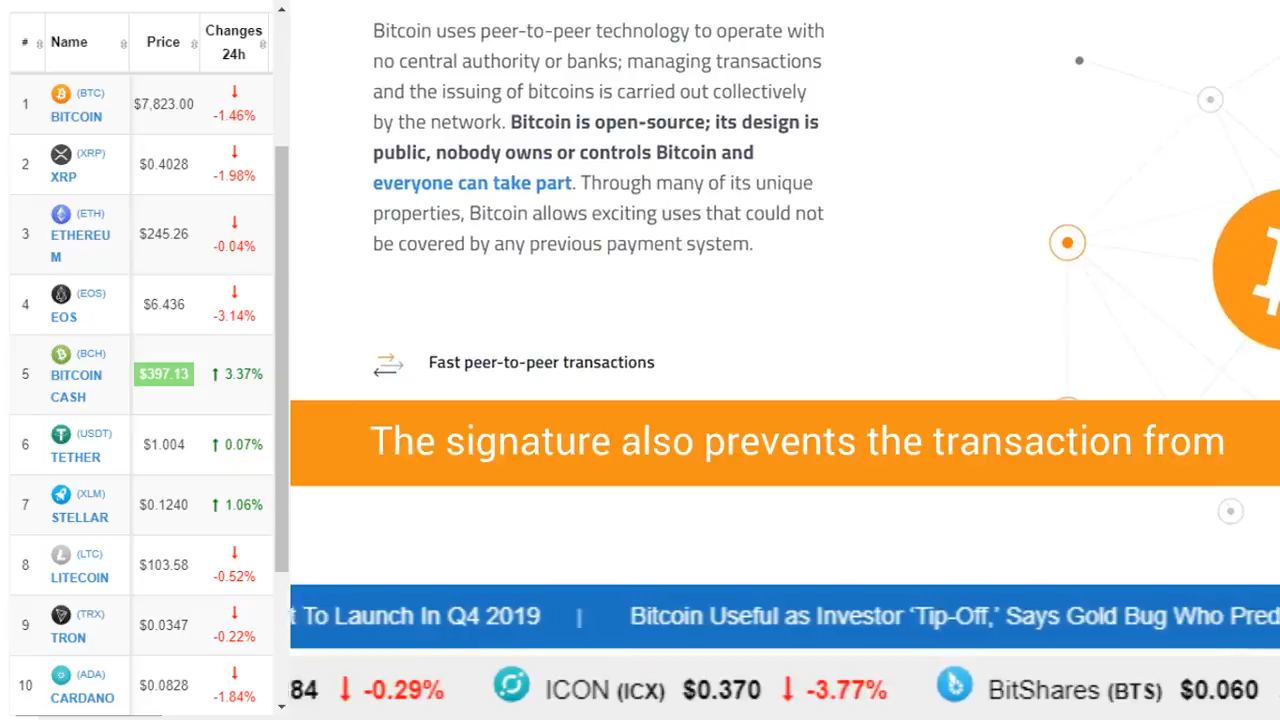 # Name Price Changes
24h
1 (BTC) BITCOIN $7,823.00 ↓ -1.46%
2 (XRP) XRP $0.4028 ↓ -1.98%
3 (ETH) ETHEREU
M $245.26 ↓ -0.04%
4 (EOS) EOS $6.436 ↓ -3.14%
5 (BCH) BITCOIN
CASH $397.13 ↑ 3.37%
6 (USDT) TETHER $1.004 ↑ 0.07%
7 (XLM) STELLAR $0.1240 ↑ 1.06%
8 (LTC) LITECOIN $103.58 ↓ -0.52%
9 (TRX) TRON $0.0347 ↓ -0.22%
10 (ADA) CARDANO $0.0828 ↓ -1.84%
Bitcoin uses peer-to-peer technology to operate with
no central authority or banks; managing transactions
and the issuing of bitcoins is carried out collectively
by the network. Bitcoin is open-source; its design is
public, nobody owns or controls Bitcoin and
everyone can take part. Through many of its unique
properties, Bitcoin allows exciting uses that could not
be covered by any previous payment system.
Fast peer-to-peer transactions
The signature also prevents the transaction from
t To Launch In Q4 2019 | Bitcoin Useful as Investor ‘Tip-Off,’ Says Gold Bug Who Pred
84 ↓ -0.29% ICON (ICX) $0.370 ↓ -3.77% BitShares (BTS) $0.060